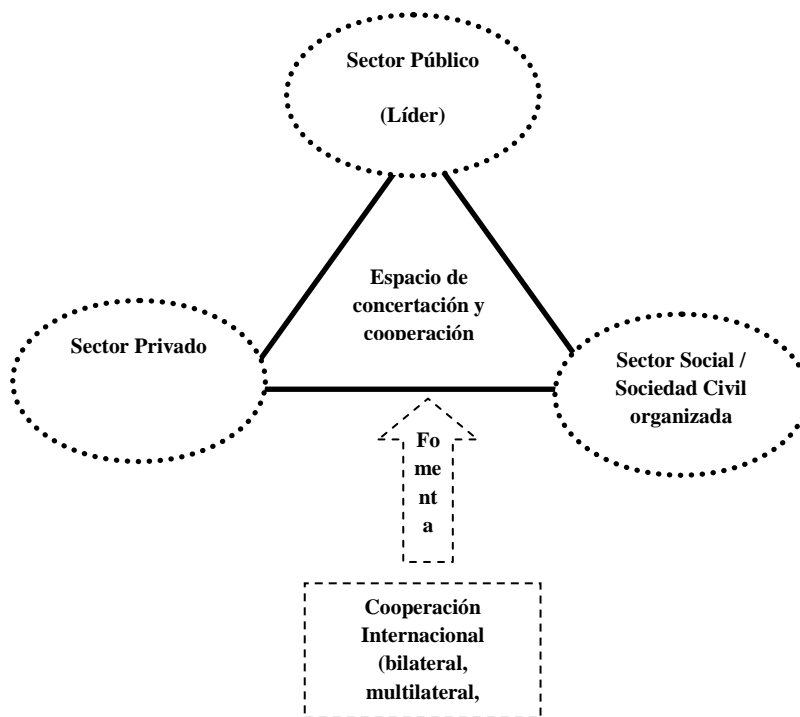 Sector Público
(Líder)
Espacio de
concertación y
cooperación
Sector Privado
Sector Social /
Sociedad Civil
organizada
Fo
me
nt
a
Cooperación
Internacional
(bilateral,
multilateral,